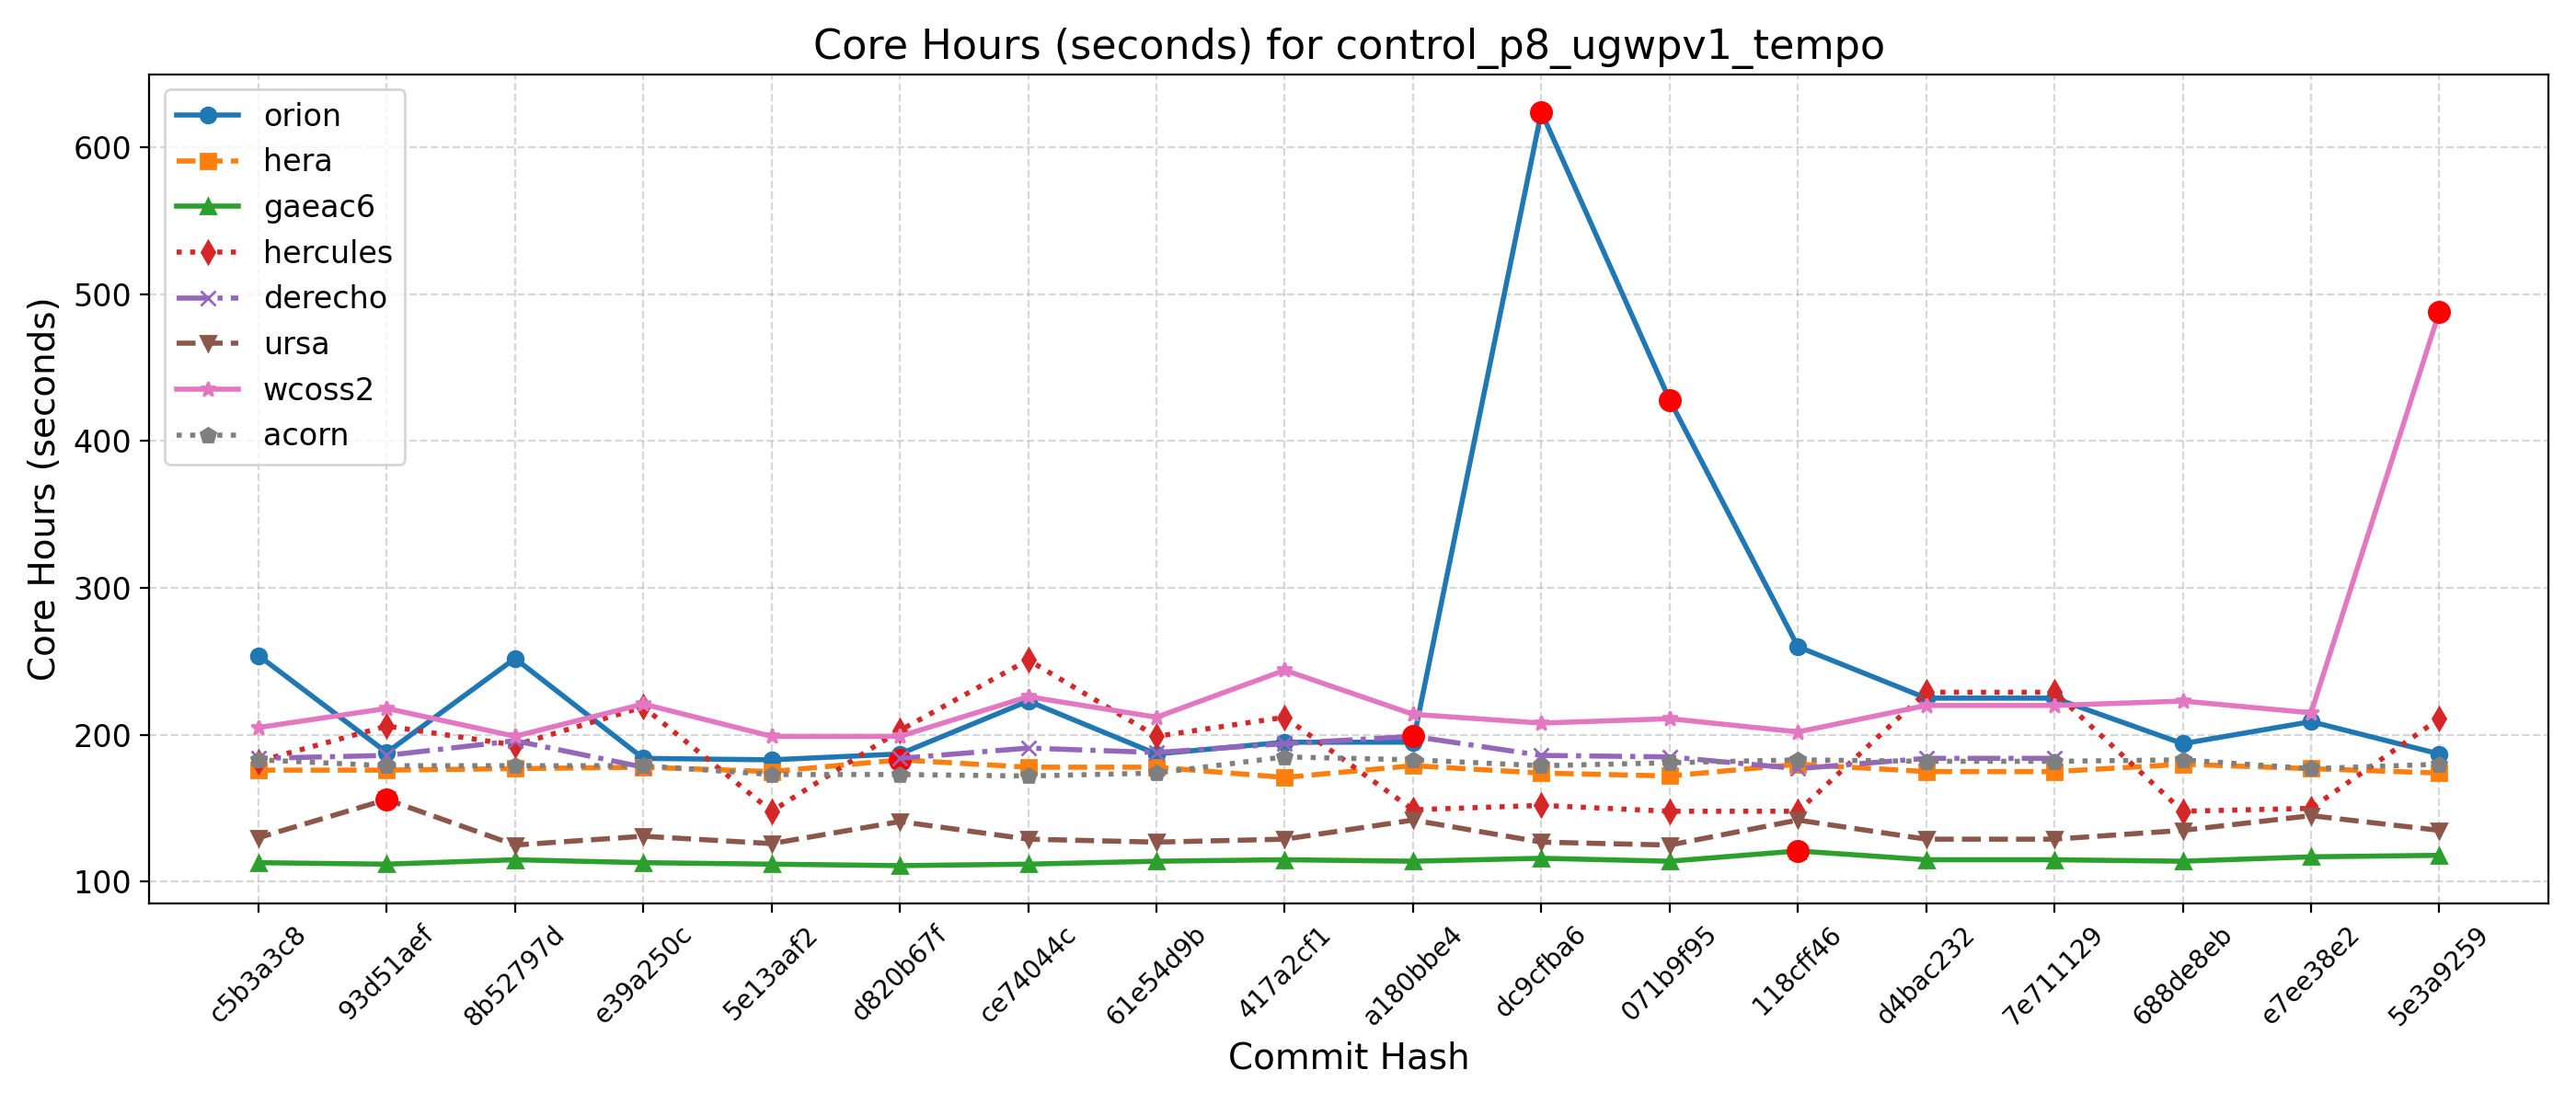 Core Hours (seconds) for control_p8_ugwpv1_tempo
Core Hours (seconds)
600
500
400
300
200
100
orion
hera
gaeac6
hercules
derecho
ursa
wcoss2
acorn
c5b3a3c8
93d51aef
8b52797d
e39a250c
5e13aaf2
d820b67f
ce74044c
61e54d9b
417a2cf1
a180bbe4
dc9cfba6
071b9f95
118cff46
d4bac232
7e711129
688de8eb
e7ee38e2
5e3a9259
Commit Hash